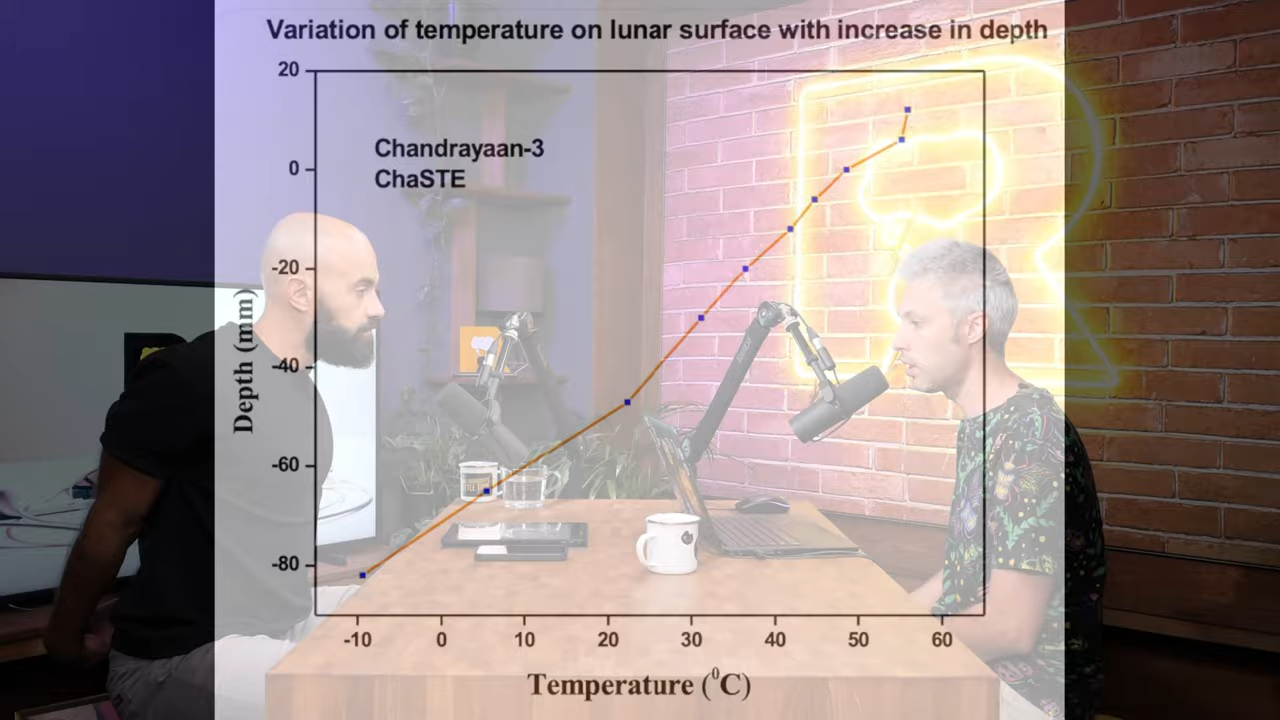 Variation of temperature on lunar surface with increase in depth
Chandrayaan-3
ChaSTE
20
0
-20
-40
-60
-80
Depth (mm)
-10 0 10 20 30 40 50 60
Temperature (⁰C)